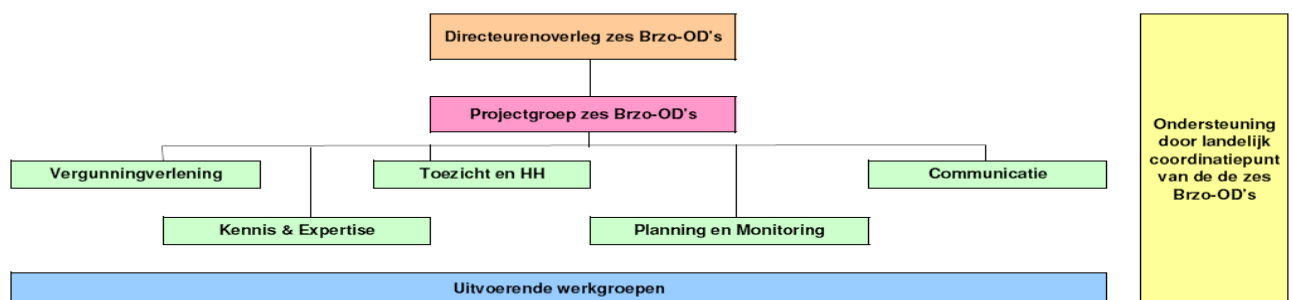 Directeurenoverleg zes Brzo-OD's
Projectgroep zes Brzo-OD's
Vergunningverlening
Toezicht en HH
Communicatie
Kennis & Expertise
Planning en Monitoring
Uitvoerende werkgroepen
Ondersteuning
door landelijk
coordinatiepunt
van de de zes
Brzo-OD's